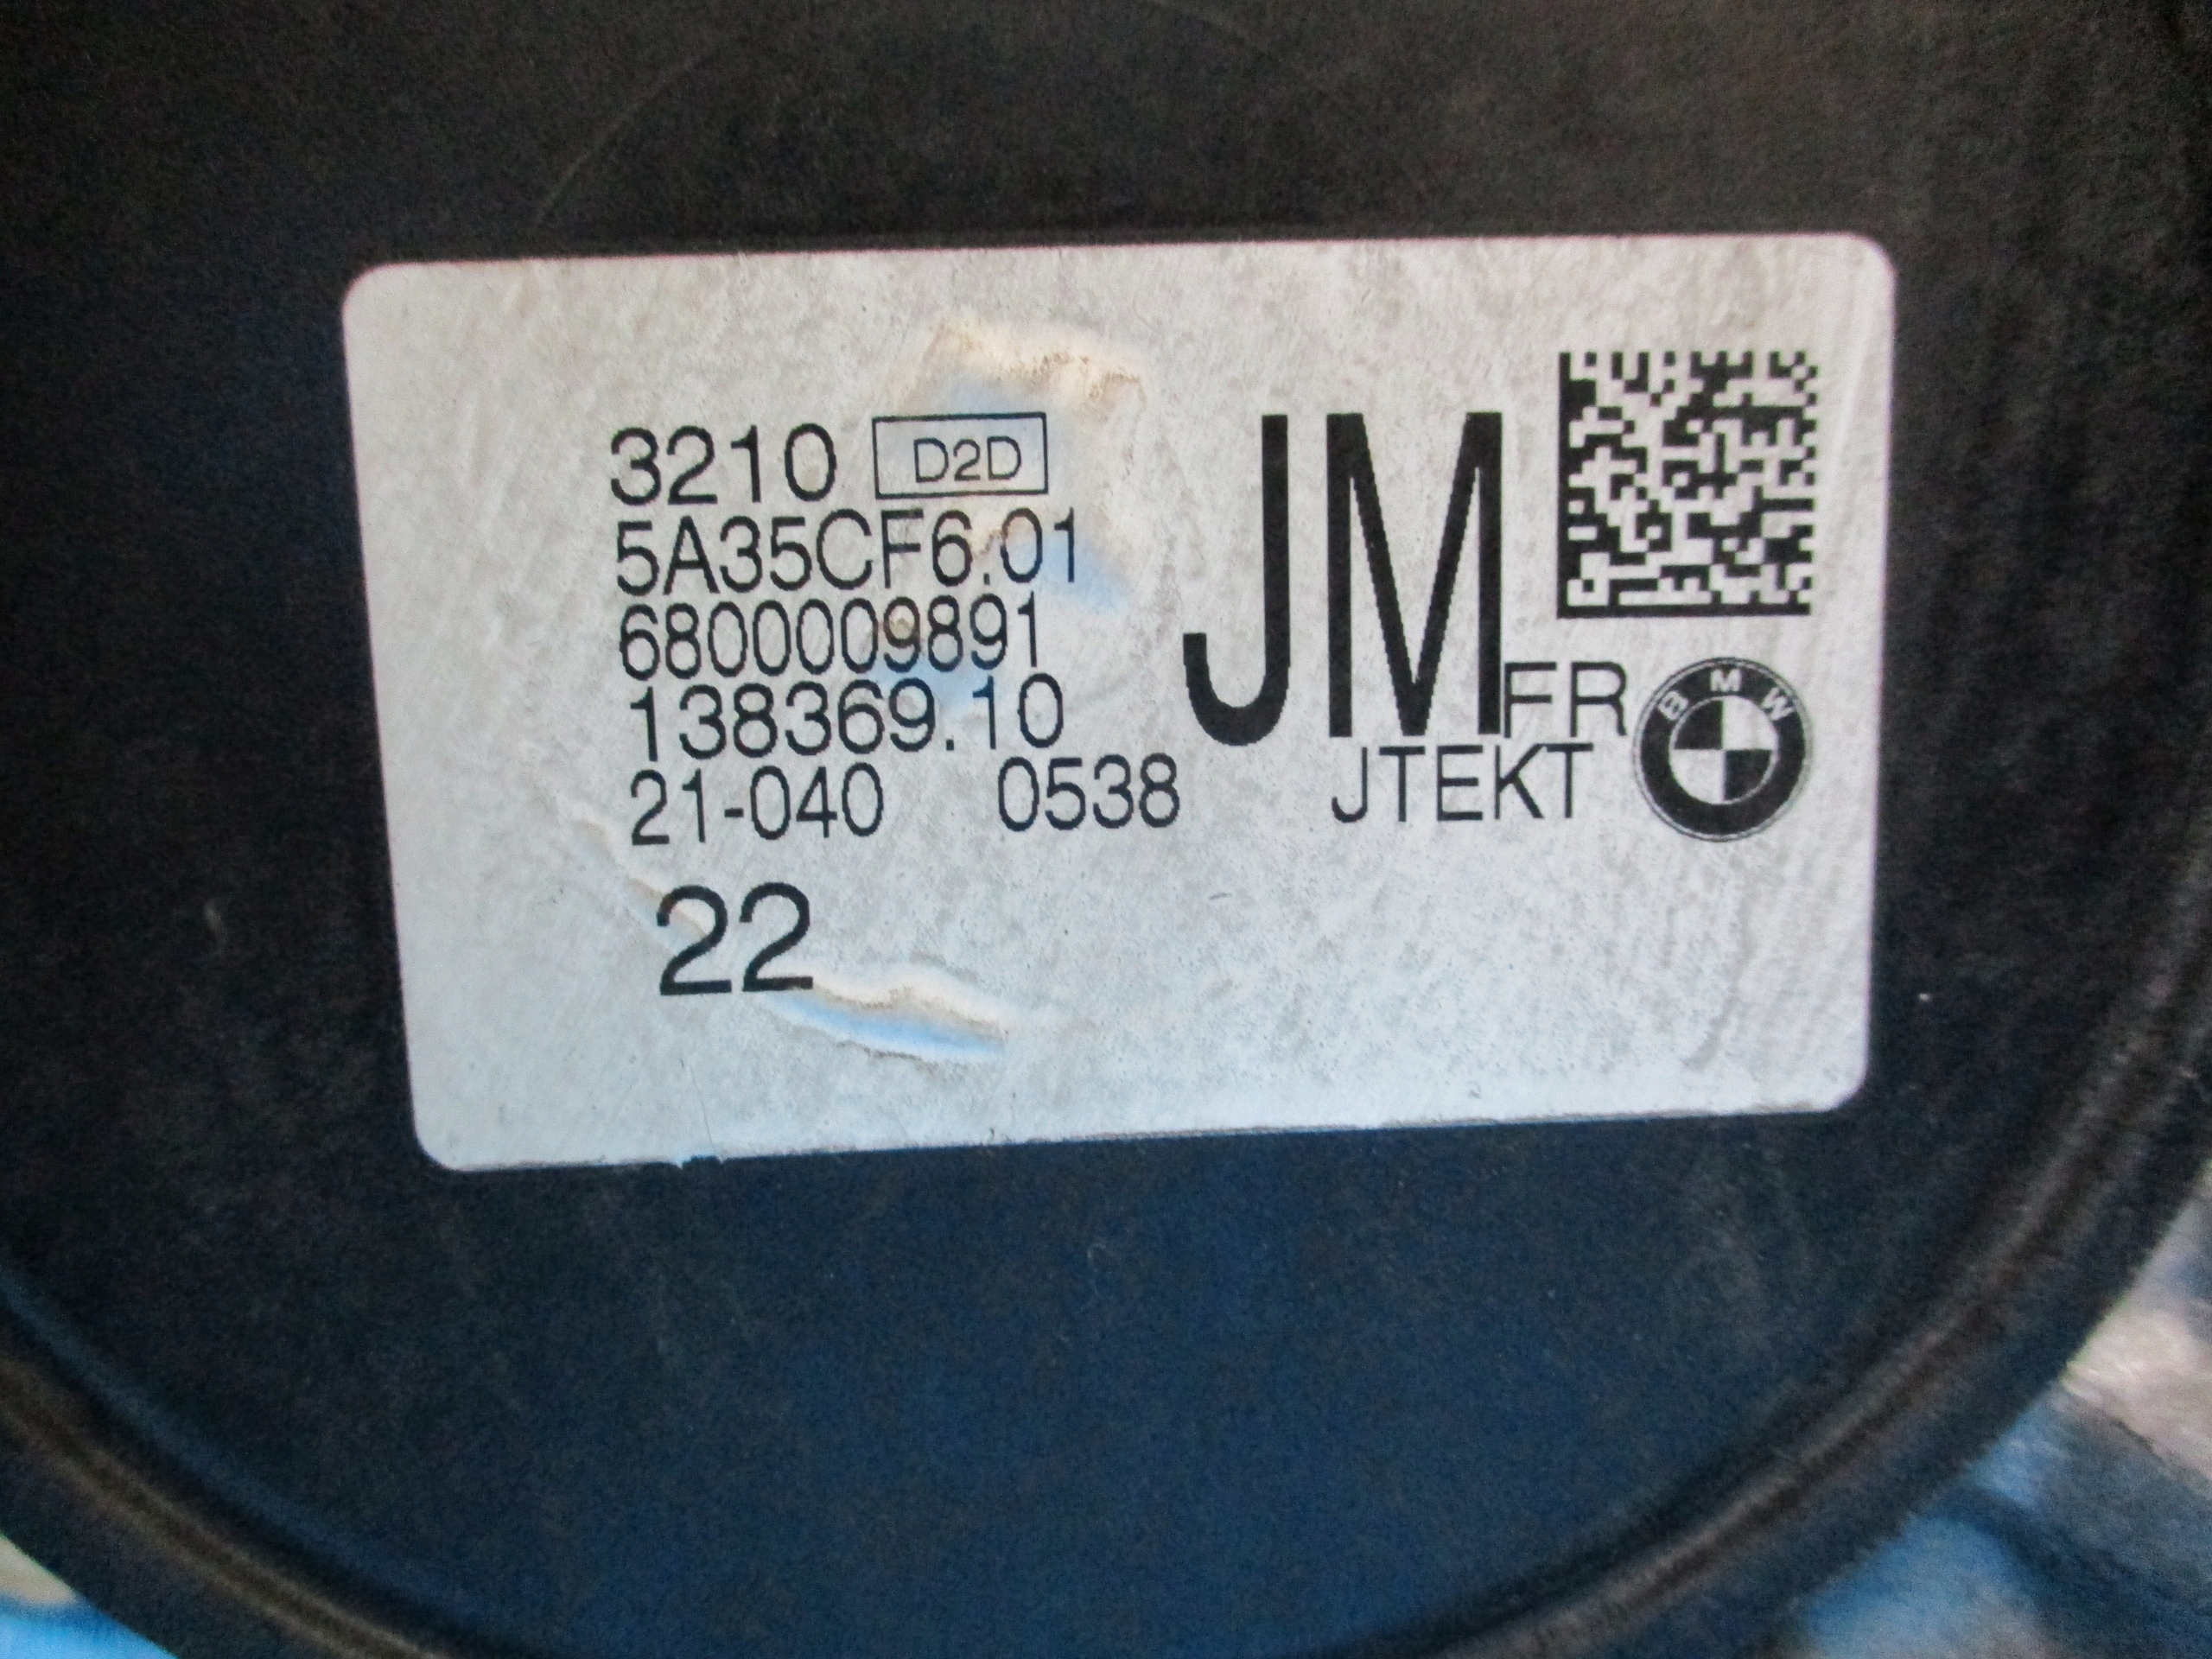 3210 D2D
5A35CF6.01
6800009891
138369.10
21-040 0538
22
JM FR
JTEKT
BMW